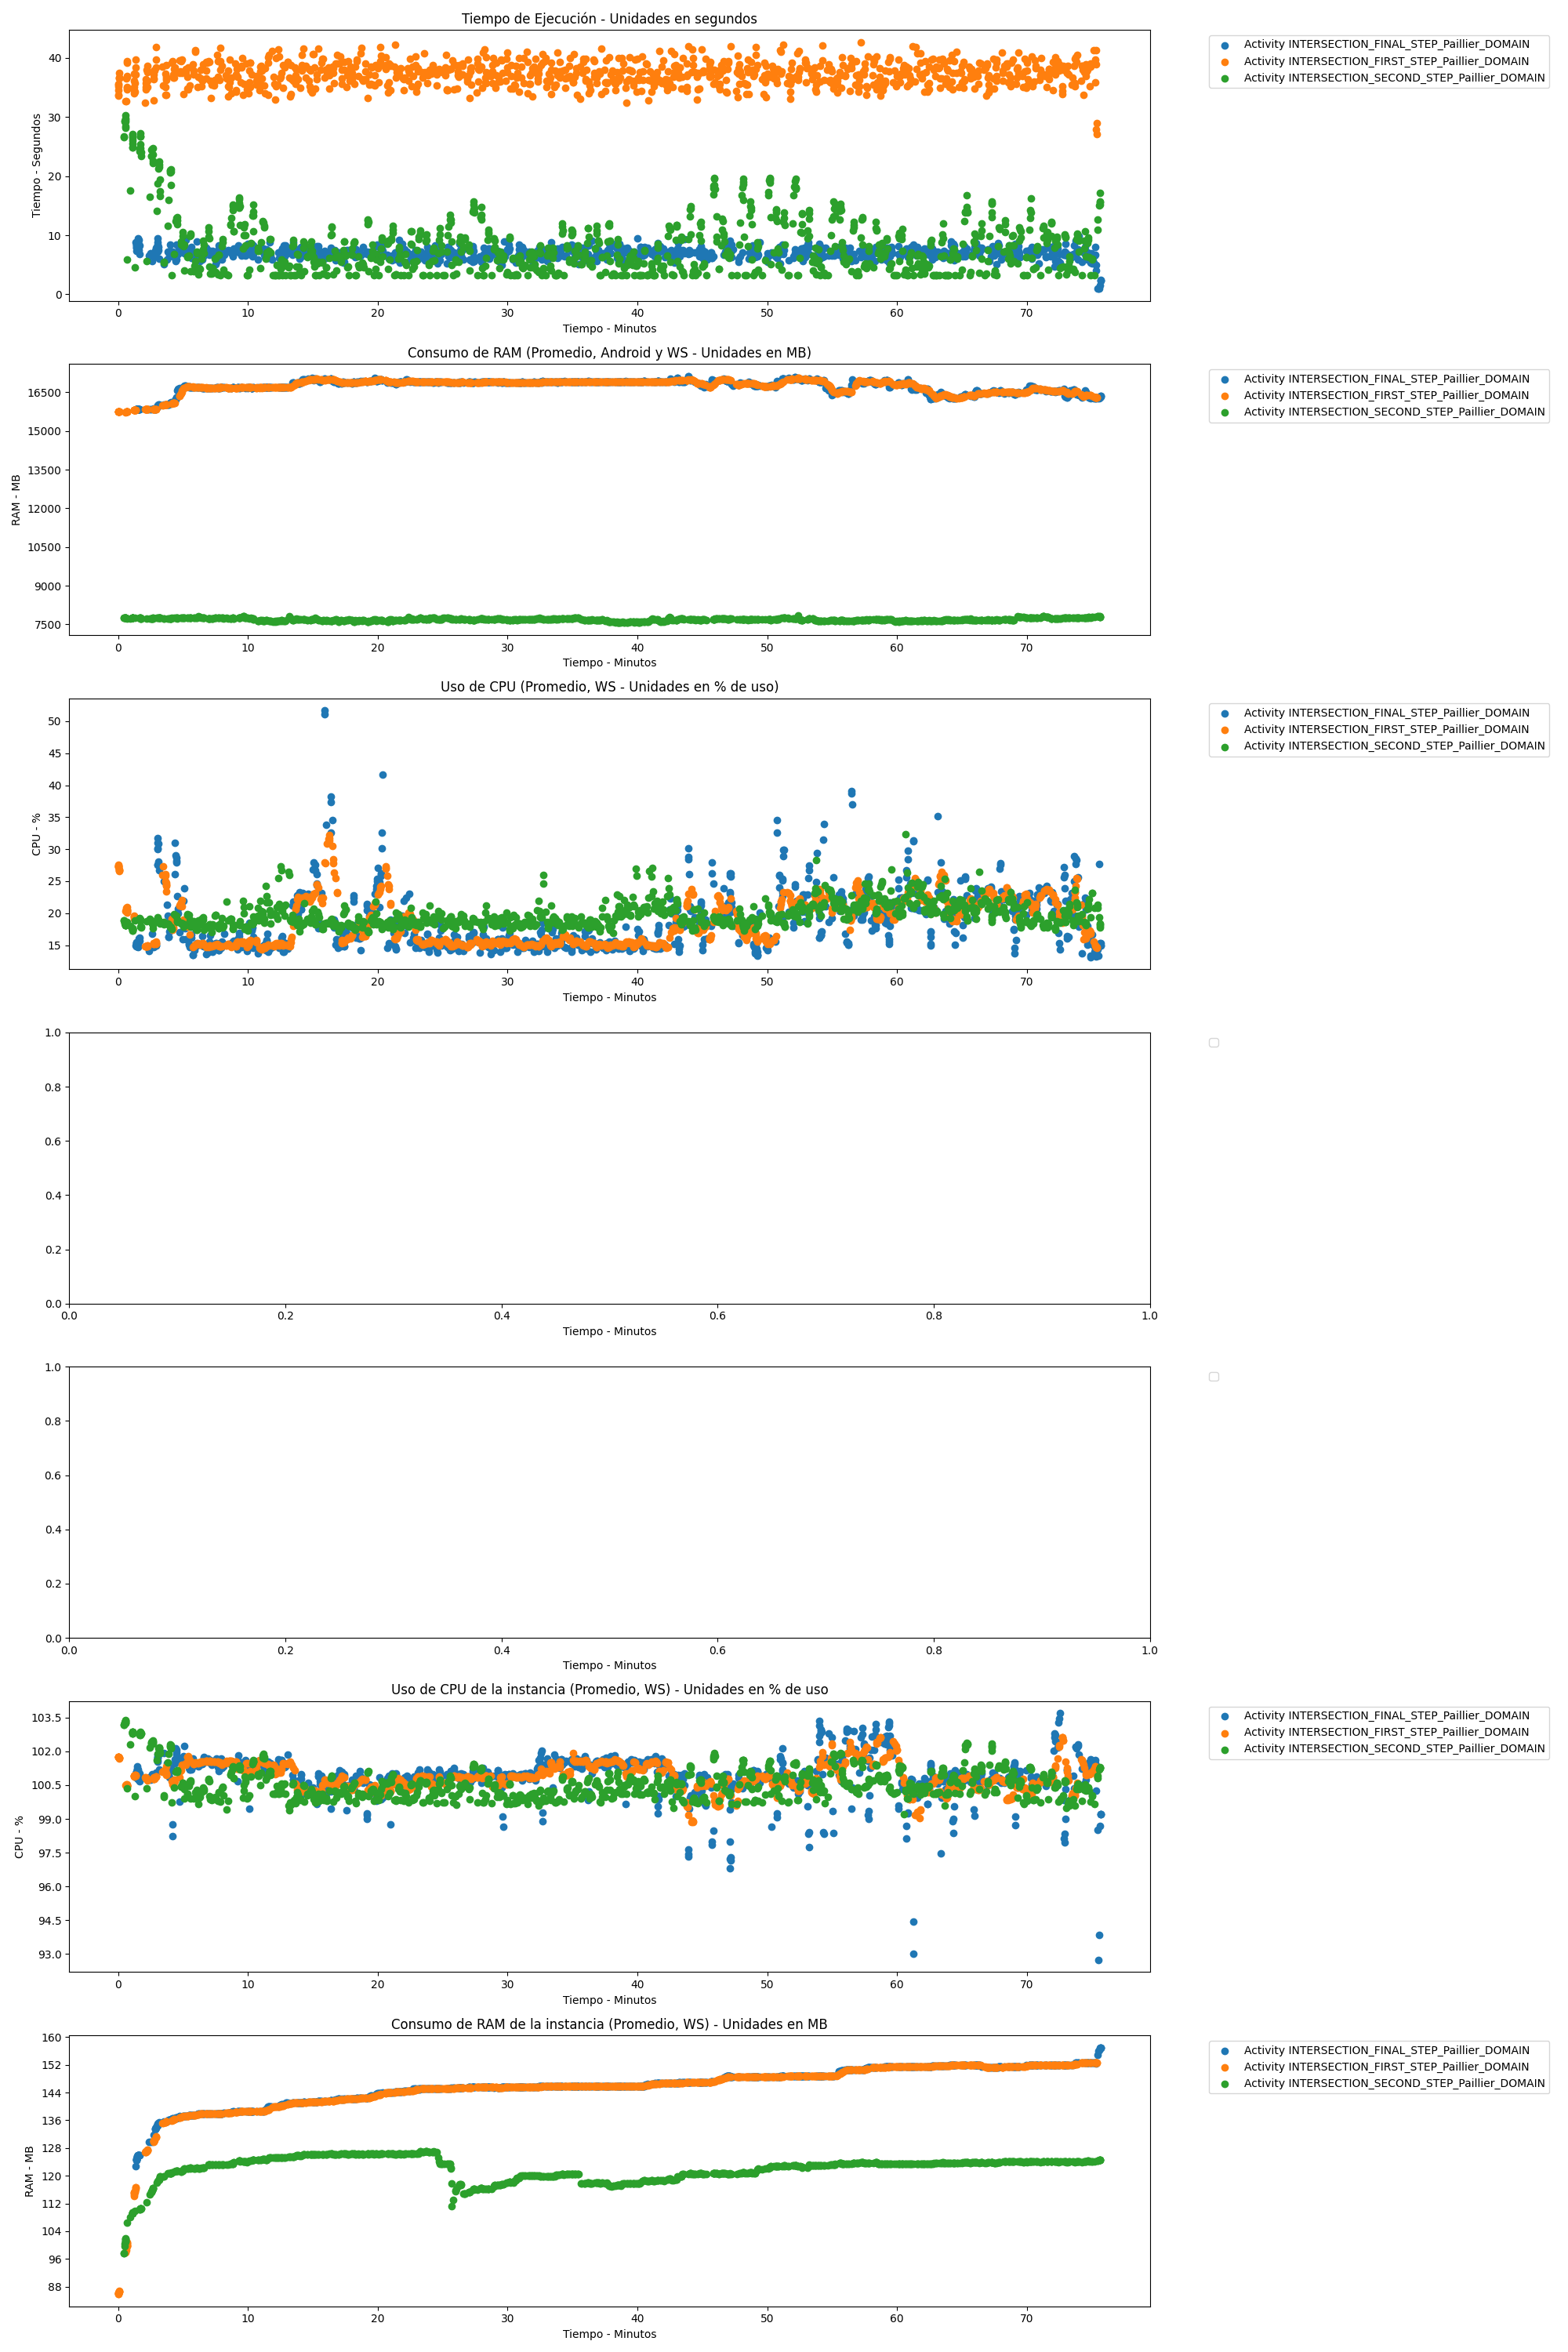 Tiempo de Ejecución - Unidades en segundos
Tiempo - Segundos
40
30
20
10
0
0 10 20 30 40 50 60 70
Tiempo - Minutos
Activity INTERSECTION_FINAL_STEP_Paillier_DOMAIN
Activity INTERSECTION_FIRST_STEP_Paillier_DOMAIN
Activity INTERSECTION_SECOND_STEP_Paillier_DOMAIN
Consumo de RAM (Promedio, Android y WS - Unidades en MB)
RAM - MB
16500
15000
13500
12000
10500
9000
7500
0 10 20 30 40 50 60 70
Tiempo - Minutos
Activity INTERSECTION_FINAL_STEP_Paillier_DOMAIN
Activity INTERSECTION_FIRST_STEP_Paillier_DOMAIN
Activity INTERSECTION_SECOND_STEP_Paillier_DOMAIN
Uso de CPU (Promedio, WS - Unidades en % de uso)
CPU - %
50
45
40
35
30
25
20
15
0 10 20 30 40 50 60 70
Tiempo - Minutos
Activity INTERSECTION_FINAL_STEP_Paillier_DOMAIN
Activity INTERSECTION_FIRST_STEP_Paillier_DOMAIN
Activity INTERSECTION_SECOND_STEP_Paillier_DOMAIN
1.0
0.8
0.6
0.4
0.2
0.0
0.0 0.2 0.4 0.6 0.8 1.0
Tiempo - Minutos
1.0
0.8
0.6
0.4
0.2
0.0
0.0 0.2 0.4 0.6 0.8 1.0
Tiempo - Minutos
Uso de CPU de la instancia (Promedio, WS) - Unidades en % de uso
CPU - %
103.5
102.0
100.5
99.0
97.5
96.0
94.5
93.0
0 10 20 30 40 50 60 70
Tiempo - Minutos
Activity INTERSECTION_FINAL_STEP_Paillier_DOMAIN
Activity INTERSECTION_FIRST_STEP_Paillier_DOMAIN
Activity INTERSECTION_SECOND_STEP_Paillier_DOMAIN
Consumo de RAM de la instancia (Promedio, WS) - Unidades en MB
RAM - MB
160
152
144
136
128
120
112
104
96
88
0 10 20 30 40 50 60 70
Tiempo - Minutos
Activity INTERSECTION_FINAL_STEP_Paillier_DOMAIN
Activity INTERSECTION_FIRST_STEP_Paillier_DOMAIN
Activity INTERSECTION_SECOND_STEP_Paillier_DOMAIN